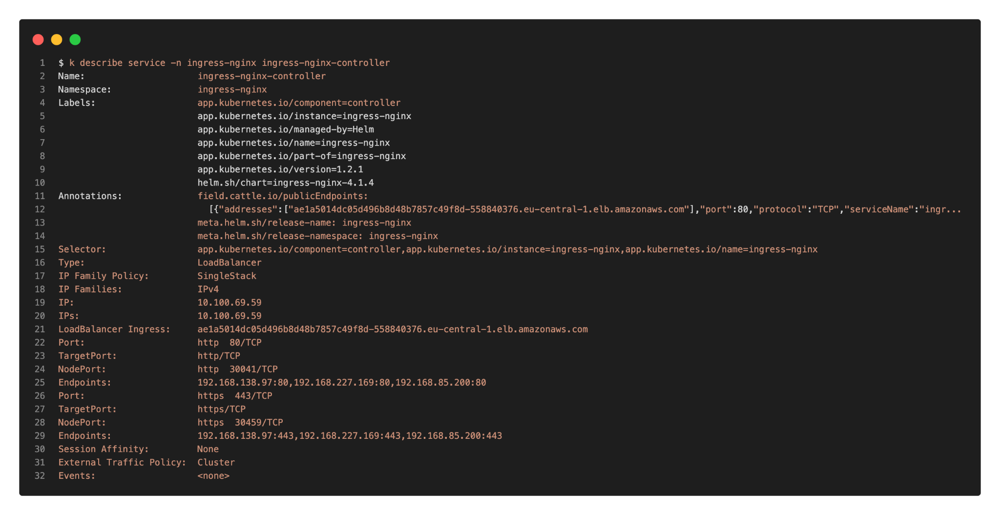 1 $ k describe service -n ingress-nginx ingress-nginx-controller
2 Name: ingress-nginx-controller
3 Namespace: ingress-nginx
4 Labels: app.kubernetes.io/component=controller
5 app.kubernetes.io/instance=ingress-nginx
6 app.kubernetes.io/managed-by=Helm
7 app.kubernetes.io/name=ingress-nginx
8 app.kubernetes.io/part-of=ingress-nginx
9 app.kubernetes.io/version=1.2.1
10 helm.sh/chart=ingress-nginx-4.1.4
11 Annotations: field.cattle.io/publicEndpoints:
12 [{"addresses":["ae1a5014dc05d496b8d48b7857c49f8d-558840376.eu-central-1.elb.amazonaws.com"],"port":80,"protocol":"TCP","serviceName":"ingr...
13 meta.helm.sh/release-name: ingress-nginx
14 meta.helm.sh/release-namespace: ingress-nginx
15 Selector: app.kubernetes.io/component=controller,app.kubernetes.io/instance=ingress-nginx,app.kubernetes.io/name=ingress-nginx
16 Type: LoadBalancer
17 IP Family Policy: SingleStack
18 IP Families: IPv4
19 IP: 10.100.69.59
20 IPs: 10.100.69.59
21 LoadBalancer Ingress: ae1a5014dc05d496b8d48b7857c49f8d-558840376.eu-central-1.elb.amazonaws.com
22 Port: http 80/TCP
23 TargetPort: http/TCP
24 NodePort: http 30041/TCP
25 Endpoints: 192.168.138.97:80,192.168.227.169:80,192.168.85.200:80
26 Port: https 443/TCP
27 TargetPort: https/TCP
28 NodePort: https 30459/TCP
29 Endpoints: 192.168.138.97:443,192.168.227.169:443,192.168.85.200:443
30 Session Affinity: None
31 External Traffic Policy: Cluster
32 Events: <none>